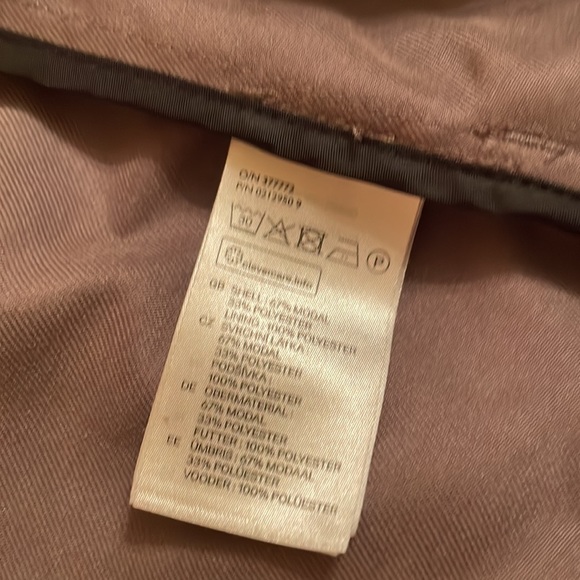 O/N 377773
P/N 0212950 9
30
P
clevercare.info
GB SHELL : 67% MODAL
33% POLYESTER
LINING : 100% POLYESTER
CZ SVRCHNÍ LÁTKA :
67% MODAL
33% POLYESTER
PODŠÍVKA :
100% POLYESTER
DE OBERMATERIAL :
67% MODAL
33% POLYESTER
FUTTER : 100% POLYESTER
EE ÜMBRIS : 67% MODAAL
33% POLÜESTER
VOODER : 100% POLÜESTER